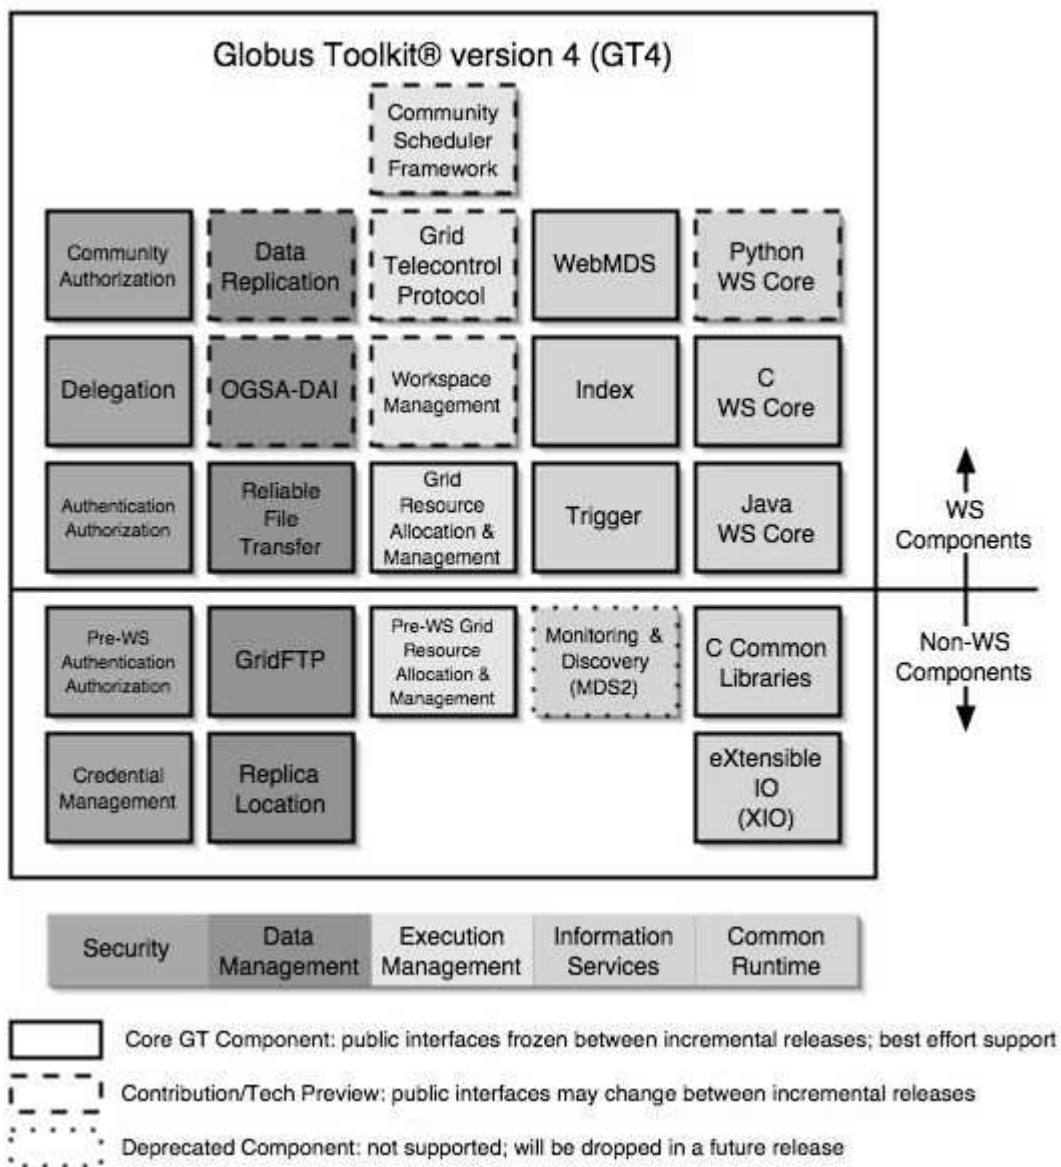 Globus Toolkit® version 4 (GT4)
Community
Scheduler
Framework
Community
Authorization
Data
Replication
Grid
Telecontrol
Protocol
WebMDS
Python
WS Core
Delegation
OGSA-DAI
Workspace
Management
Index
C
WS Core
Authentication
Authorization
Reliable
File
Transfer
Grid
Resource
Allocation &
Management
Trigger
Java
WS Core
WS
Components
Pre-WS
Authentication
Authorization
GridFTP
Pre-WS Grid
Resource
Allocation &
Management
Monitoring &
Discovery
(MDS2)
C Common
Libraries
Non-WS
Components
Credential
Management
Replica
Location
eXtensible
IO
(XIO)
Security
Data
Management
Execution
Management
Information
Services
Common
Runtime
Core GT Component: public interfaces frozen between incremental releases; best effort support
Contribution/Tech Preview: public interfaces may change between incremental releases
Deprecated Component: not supported; will be dropped in a future release